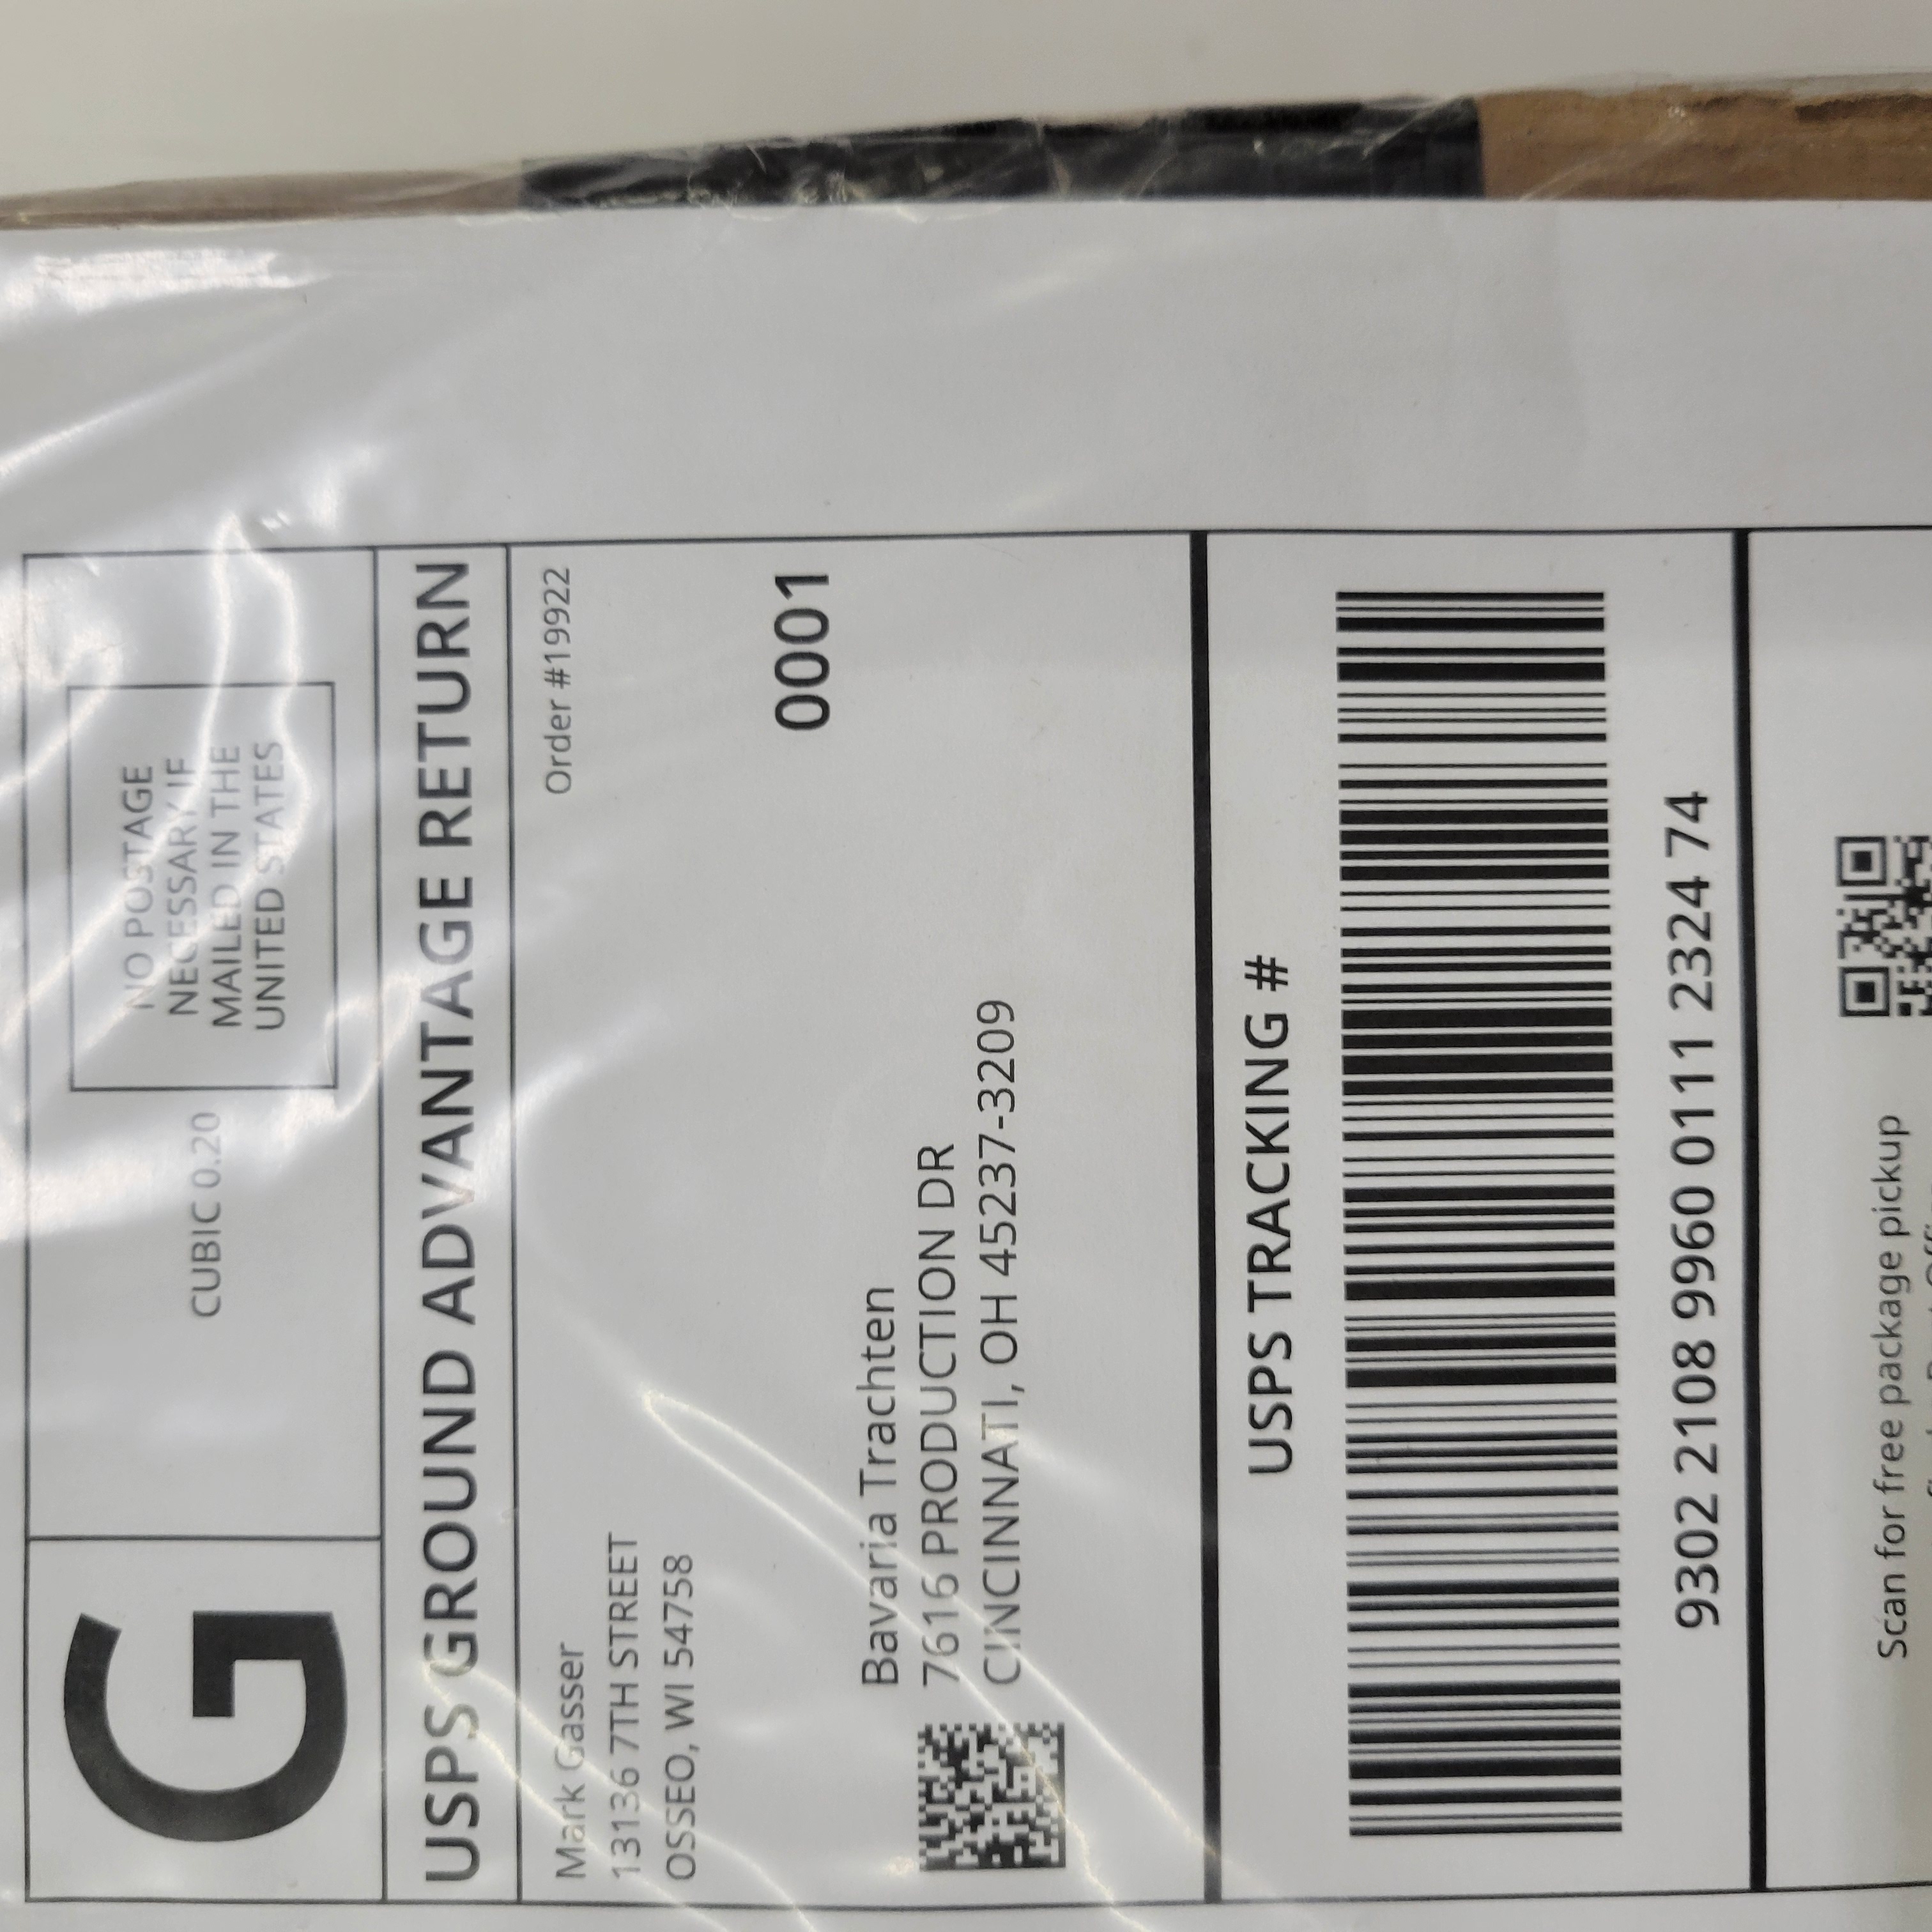 G
CUBIC 0.20
NO POSTAGE
NECESSARY IF
MAILED IN THE
UNITED STATES
USPS GROUND ADVANTAGE RETURN
Mark Gasser
13136 7TH STREET
OSSEO, WI 54758
Order #19922
0001
Bavaria Trachten
7616 PRODUCTION DR
CINCINNATI, OH 45237-3209
USPS TRACKING #
9302 2108 9960 0111 2324 74
Scan for free package pickup